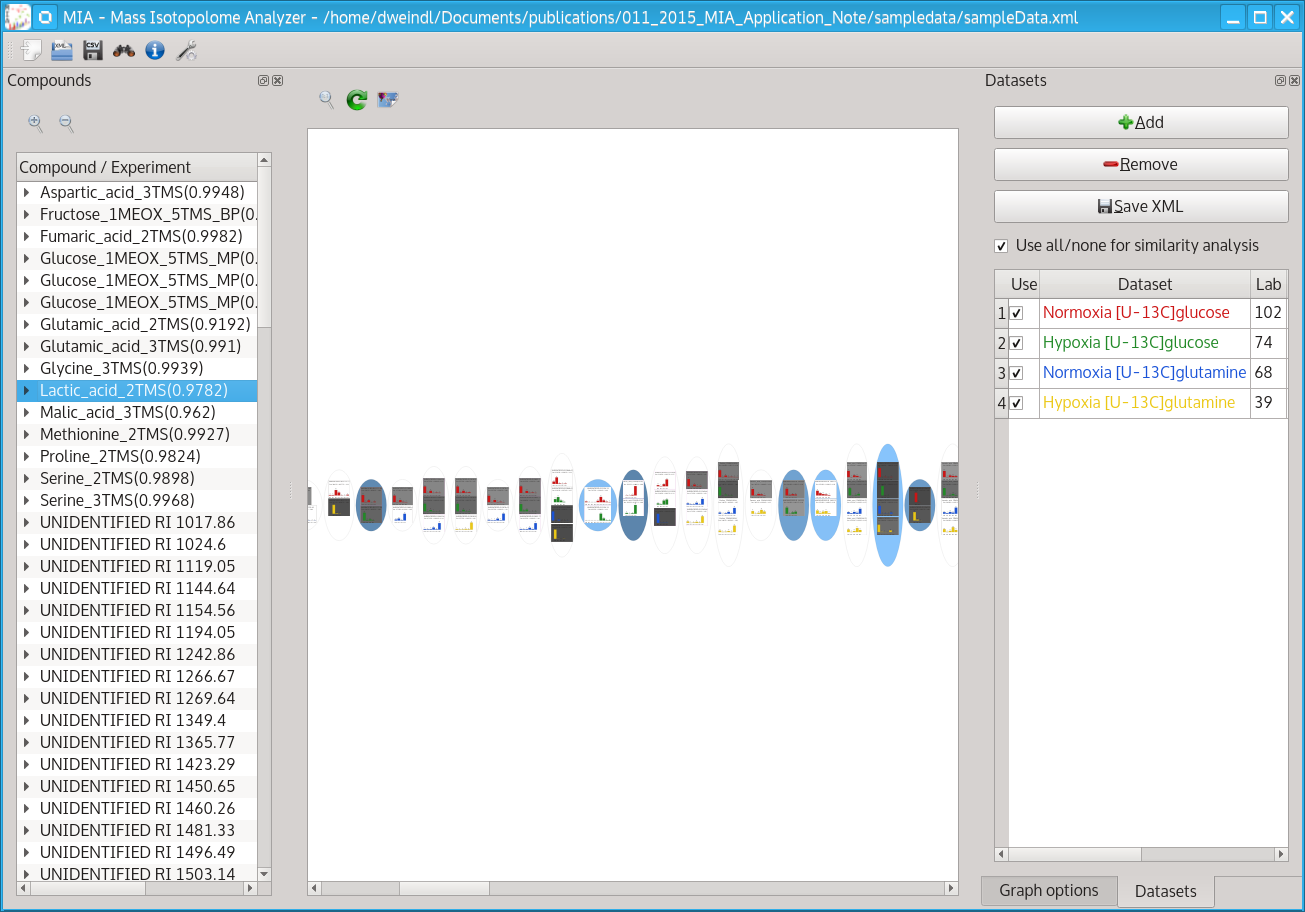 MIA - Mass Isotopolome Analyzer - /home/dweindl/Documents/publications/011_2015_MIA_Application_Note/sampledata/sampleData.xml
XML
CSV
Compounds
Compound / Experiment
Aspartic_acid_3TMS(0.9948)
Fructose_1MEOX_5TMS_BP(0.
Fumaric_acid_2TMS(0.9982)
Glucose_1MEOX_5TMS_MP(0.
Glucose_1MEOX_5TMS_MP(0.
Glucose_1MEOX_5TMS_MP(0.
Glutamic_acid_2TMS(0.9192)
Glutamic_acid_3TMS(0.991)
Glycine_3TMS(0.9939)
Lactic_acid_2TMS(0.9782)
Malic_acid_3TMS(0.962)
Methionine_2TMS(0.9927)
Proline_2TMS(0.9824)
Serine_2TMS(0.9898)
Serine_3TMS(0.9968)
UNIDENTIFIED RI 1017.86
UNIDENTIFIED RI 1024.6
UNIDENTIFIED RI 1119.05
UNIDENTIFIED RI 1144.64
UNIDENTIFIED RI 1154.56
UNIDENTIFIED RI 1194.05
UNIDENTIFIED RI 1242.86
UNIDENTIFIED RI 1266.67
UNIDENTIFIED RI 1269.64
UNIDENTIFIED RI 1349.4
UNIDENTIFIED RI 1365.77
UNIDENTIFIED RI 1423.29
UNIDENTIFIED RI 1450.65
UNIDENTIFIED RI 1460.26
UNIDENTIFIED RI 1481.33
UNIDENTIFIED RI 1496.49
UNIDENTIFIED RI 1503.14
Datasets
Add
Remove
Save XML
Use all/none for similarity analysis
Use Dataset Lab
1 Normoxia [U-13C]glucose 102
2 Hypoxia [U-13C]glucose 74
3 Normoxia [U-13C]glutamine 68
4 Hypoxia [U-13C]glutamine 39
Graph options
Datasets